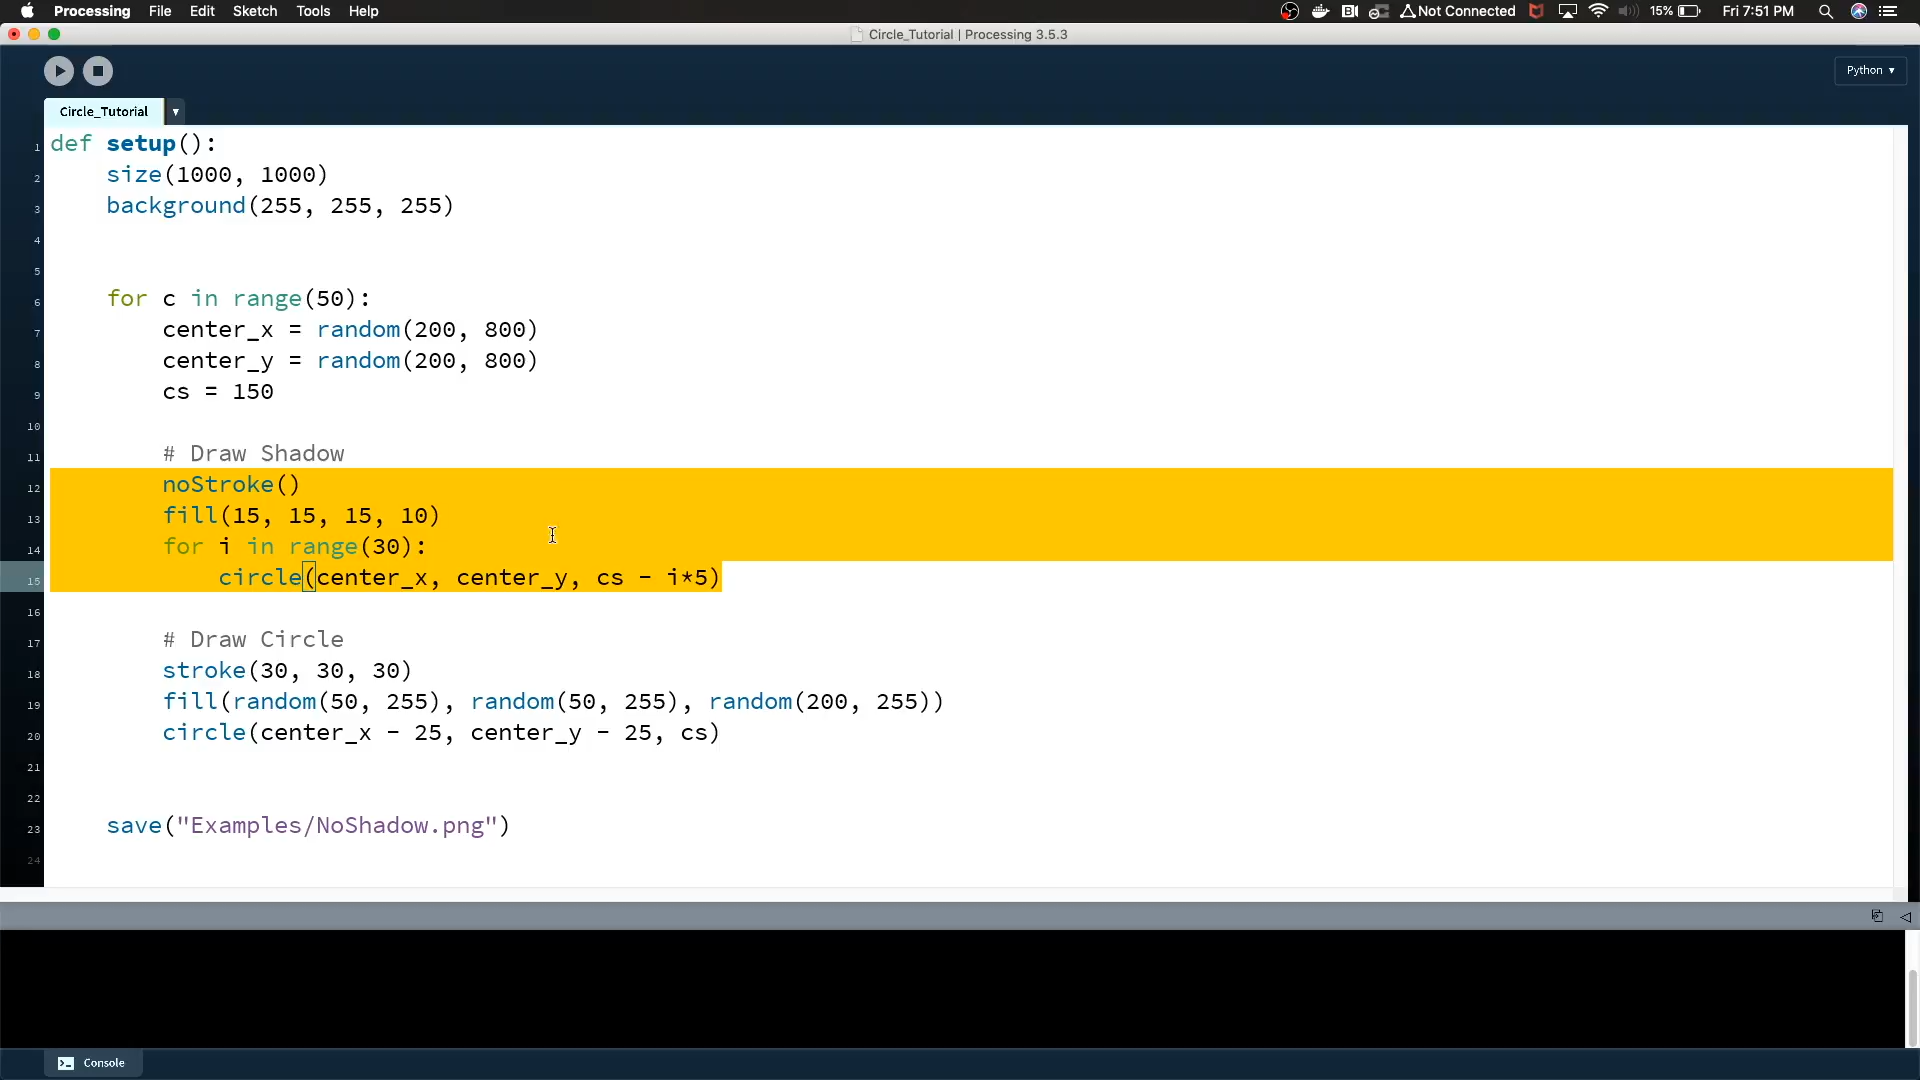 Processing File Edit Sketch Tools Help Not Connected 15% Fri 7:51 PM
Circle_Tutorial | Processing 3.5.3
Python ▾
Circle_Tutorial ▾
1 def setup():
2     size(1000, 1000)
3     background(255, 255, 255)
4
5
6     for c in range(50):
7         center_x = random(200, 800)
8         center_y = random(200, 800)
9         cs = 150
10
11         # Draw Shadow
12         noStroke()
13         fill(15, 15, 15, 10)
14         for i in range(30):
15             circle(center_x, center_y, cs - i*5)
16
17         # Draw Circle
18         stroke(30, 30, 30)
19         fill(random(50, 255), random(50, 255), random(200, 255))
20         circle(center_x - 25, center_y - 25, cs)
21
22
23     save("Examples/NoShadow.png")
24
Console